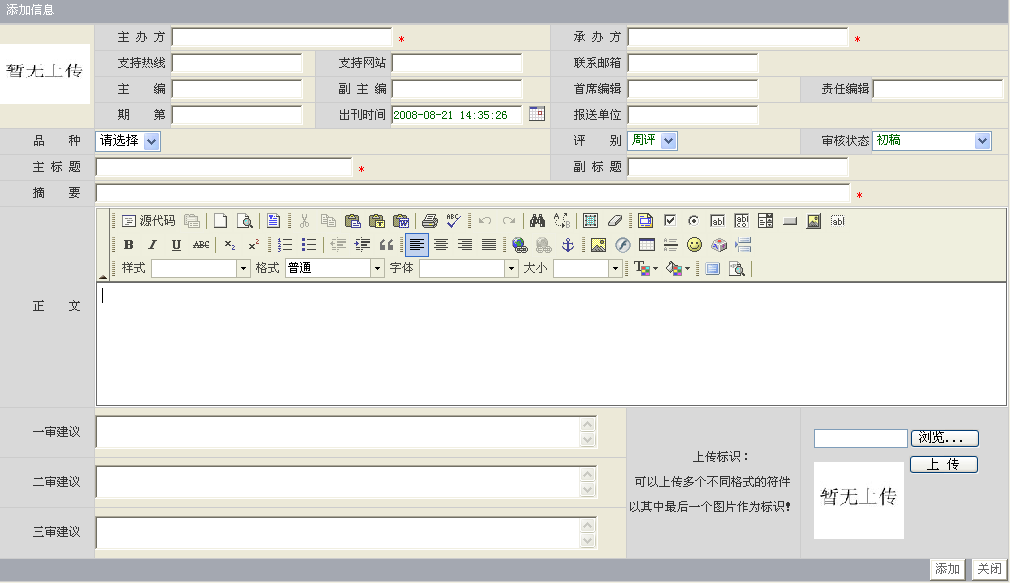 添加信息
主 办 方 * 承 办 方 *
暂无上传
支持热线 支持网站 联系邮箱
主 编 副 主 编 首席编辑 责任编辑
期 第 出刊时间 2008-08-21 14:35:26 报送单位
品 种 请选择 评 别 周评 审核状态 初稿
主 标 题 * 副 标 题
摘 要 *
源代码
B I U ABC x₂ x²
样式 格式 普通 字体 大小
正 文
一审建议
浏览...
上传标识：
上 传
二审建议
可以上传多个不同格式的符件
暂无上传
以其中最后一个图片作为标识!
三审建议
添加 关闭